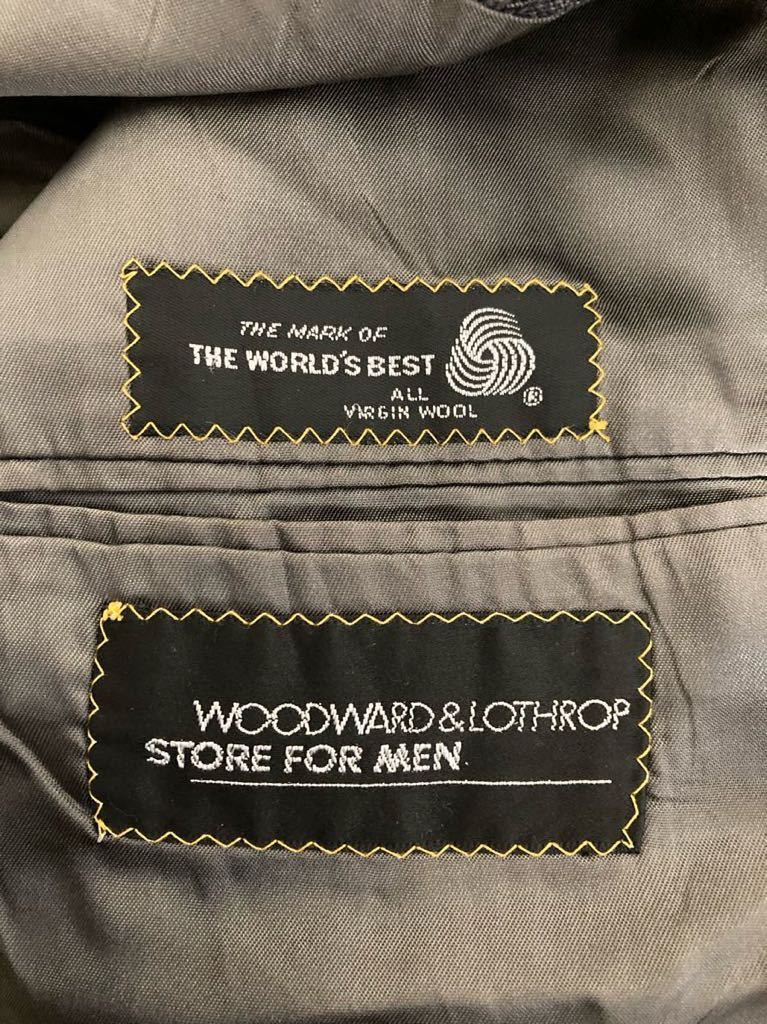 THE MARK OF
THE WORLD'S BEST
ALL
VIRGIN WOOL
®
WOODWARD & LOTHROP
STORE FOR MEN